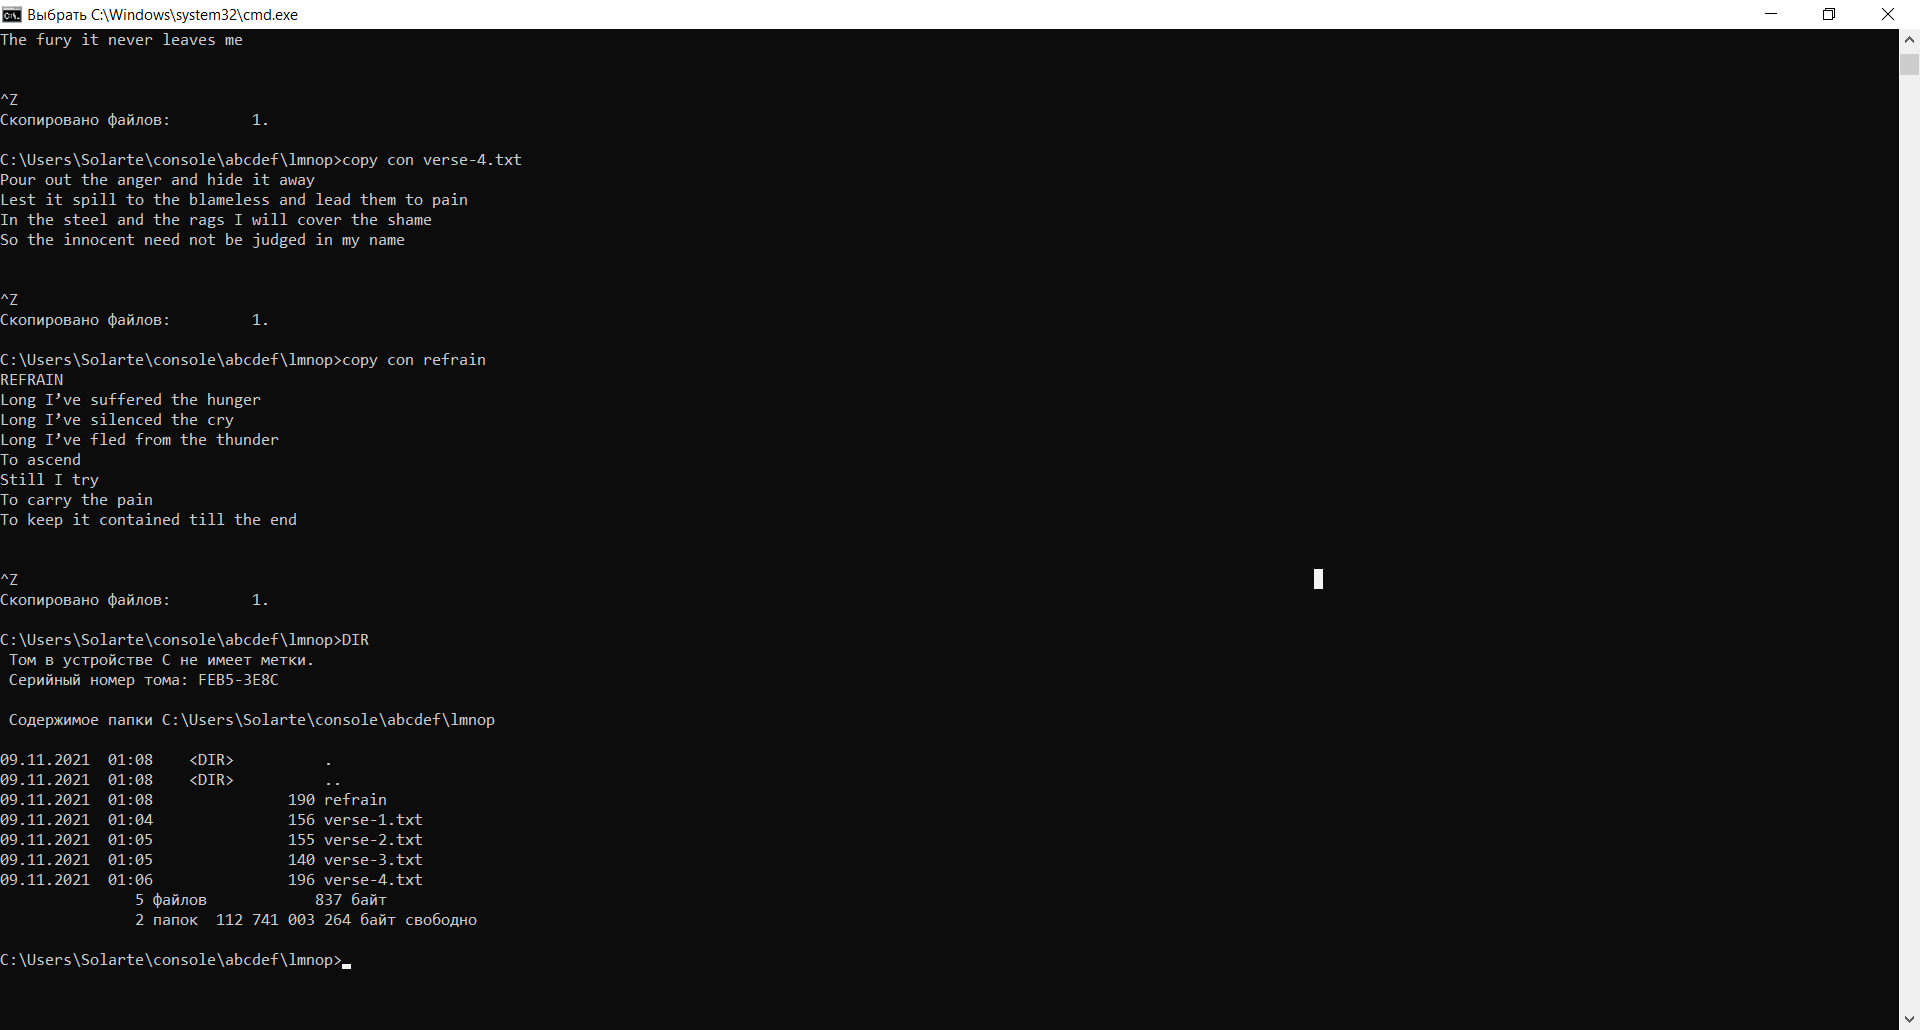 Выбрать C:\Windows\system32\cmd.exe
The fury it never leaves me
^Z
Скопировано файлов:         1.
C:\Users\Solarte\console\abcdef\lmnop>copy con verse-4.txt
Pour out the anger and hide it away
Lest it spill to the blameless and lead them to pain
In the steel and the rags I will cover the shame
So the innocent need not be judged in my name
^Z
Скопировано файлов:         1.
C:\Users\Solarte\console\abcdef\lmnop>copy con refrain
REFRAIN
Long I’ve suffered the hunger
Long I’ve silenced the cry
Long I’ve fled from the thunder
To ascend
Still I try
To carry the pain
To keep it contained till the end
^Z
Скопировано файлов:         1.
C:\Users\Solarte\console\abcdef\lmnop>DIR
Том в устройстве C не имеет метки.
Серийный номер тома: FEB5-3E8C
Содержимое папки C:\Users\Solarte\console\abcdef\lmnop
09.11.2021  01:08    <DIR>          .
09.11.2021  01:08    <DIR>          ..
09.11.2021  01:08               190 refrain
09.11.2021  01:04               156 verse-1.txt
09.11.2021  01:05               155 verse-2.txt
09.11.2021  01:05               140 verse-3.txt
09.11.2021  01:06               196 verse-4.txt
5 файлов            837 байт
2 папок  112 741 003 264 байт свободно
C:\Users\Solarte\console\abcdef\lmnop>